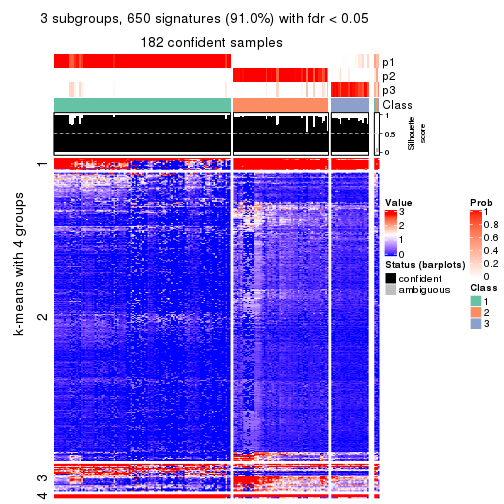 3 subgroups, 650 signatures (91.0%) with fdr < 0.05
182 confident samples
p1
p2
p3
Class
1
0.5
0
Silhouette
score
k-means with 4 groups
1
2
3
4
Value
3
2
1
0
Status (barplots)
confident
ambiguous
Prob
1
0.8
0.6
0.4
0.2
0
Class
1
2
3